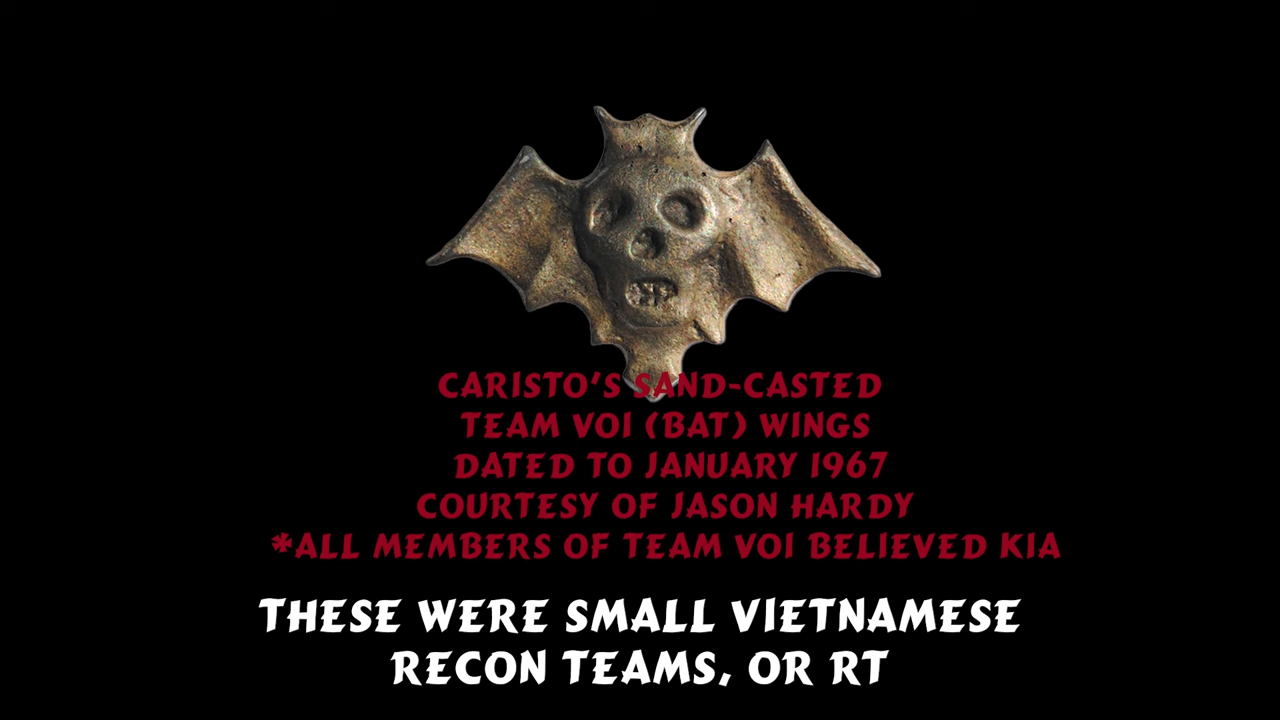 CARISTO'S SAND-CASTED
TEAM VOI (BAT) WINGS
DATED TO JANUARY 1967
COURTESY OF JASON HARDY
*ALL MEMBERS OF TEAM VOI BELIEVED KIA
THESE WERE SMALL VIETNAMESE
RECON TEAMS, OR RT